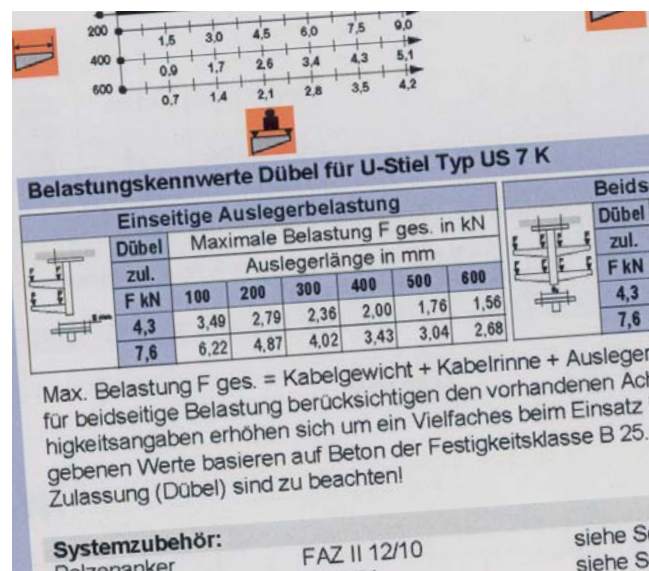 200
1,5 3,0 4,5 6,0 7,5 9,0
400
0,9 1,7 2,6 3,4 4,3 5,1
600
0,7 1,4 2,1 2,8 3,5 4,2
Belastungskennwerte Dübel für U-Stiel Typ US 7 K
Einseitige Auslegerbelastung
Dübel Maximale Belastung F ges. in kN
zul. Auslegerlänge in mm
F kN 100 200 300 400 500 600
4,3 3,49 2,79 2,36 2,00 1,76 1,56
7,6 6,22 4,87 4,02 3,43 3,04 2,68
Beids
Dübel
zul.
F kN
4,3
7,6
Max. Belastung F ges. = Kabelgewicht + Kabelrinne + Ausleger
für beidseitige Belastung berücksichtigen den vorhandenen Ach
higkeitsangaben erhöhen sich um ein Vielfaches beim Einsatz
gebenen Werte basieren auf Beton der Festigkeitsklasse B 25.
Zulassung (Dübel) sind zu beachten!
Systemzubehör:
FAZ II 12/10 siehe S
siehe S